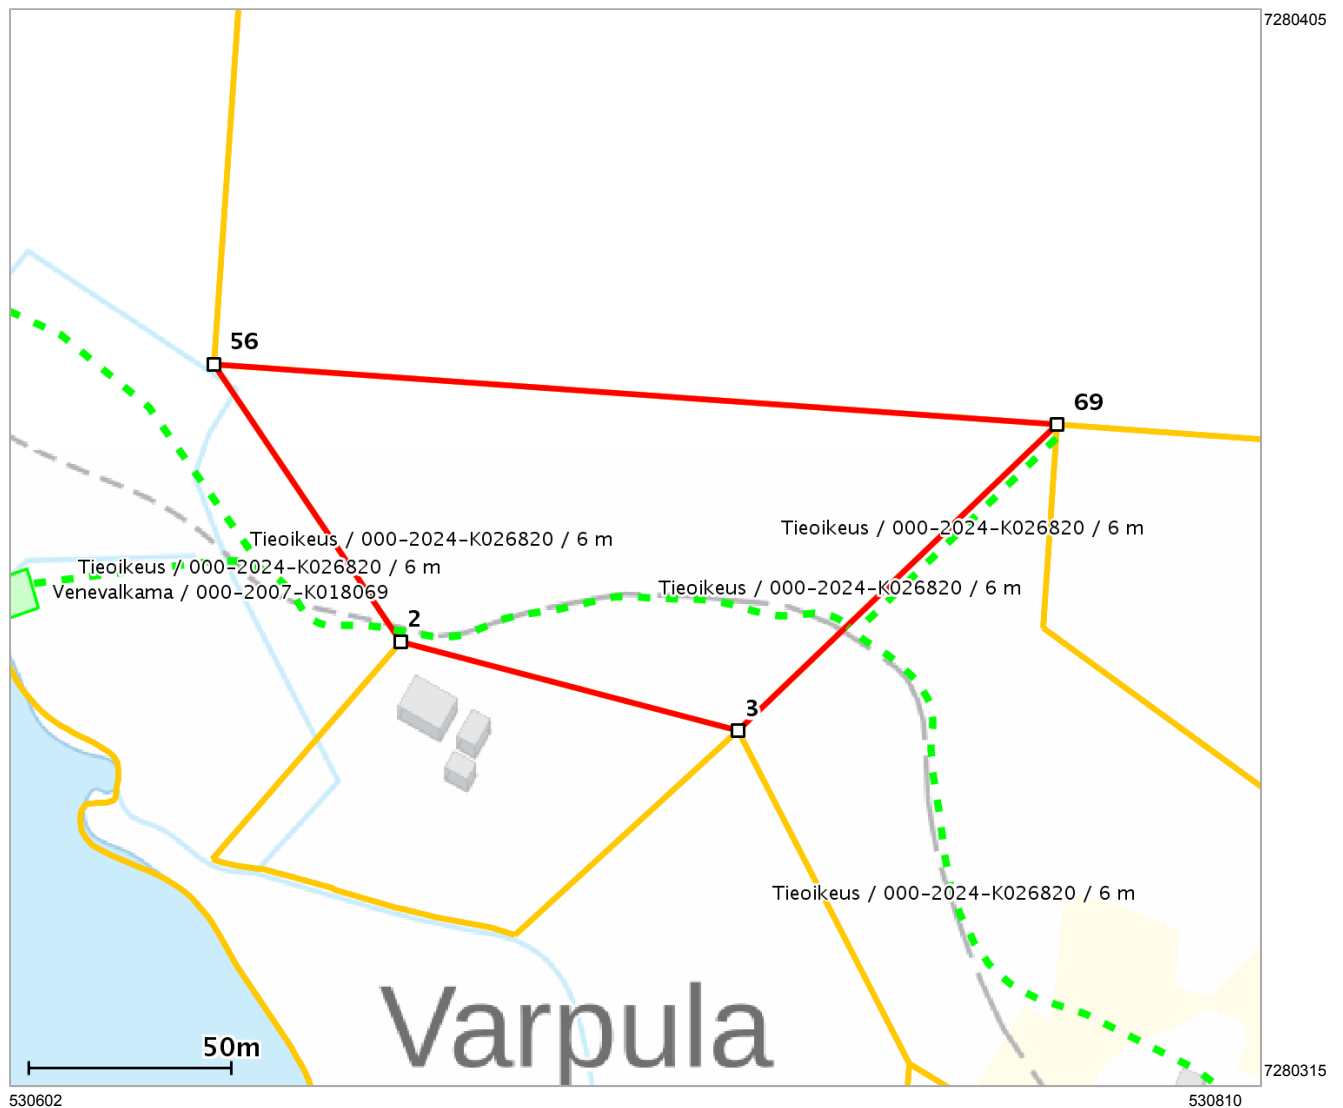 7280405
56
69
Tieoikeus / 000-2024-K026820 / 6 m
Tieoikeus / 000-2024-K026820 / 6 m
Tieoikeus / 000-2024-K026820 / 6 m
Tieoikeus / 000-2024-K026820 / 6 m
Venevalkama / 000-2007-K018069
2
3
Tieoikeus / 000-2024-K026820 / 6 m
Varpula
50m
7280315
530602
530810